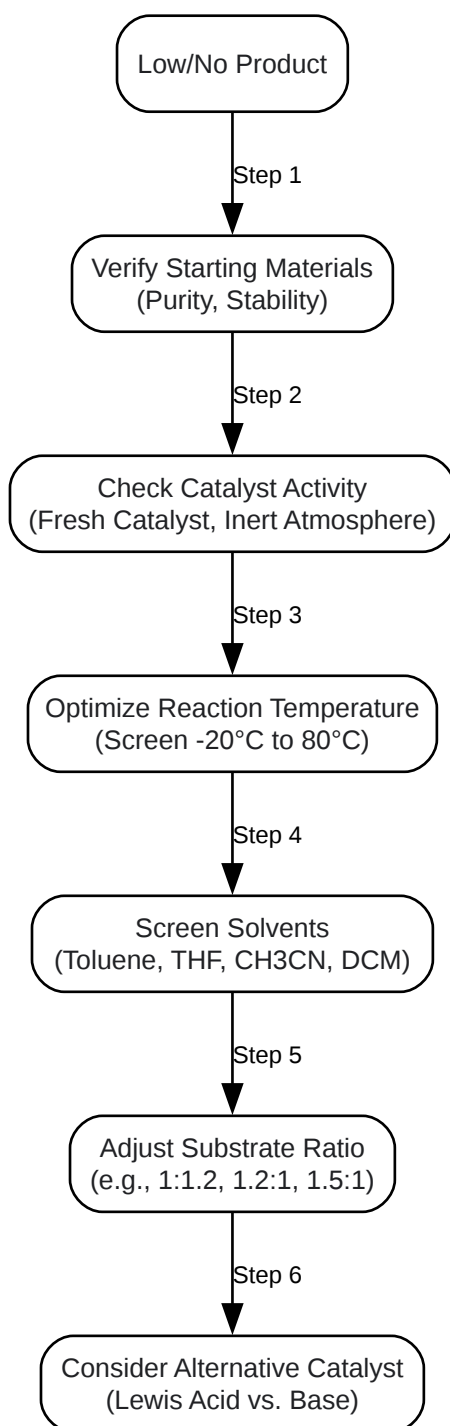 Low/No Product
Step 1
Verify Starting Materials
(Purity, Stability)
Step 2
Check Catalyst Activity
(Fresh Catalyst, Inert Atmosphere)
Step 3
Optimize Reaction Temperature
(Screen -20°C to 80°C)
Step 4
Screen Solvents
(Toluene, THF, CH3CN, DCM)
Step 5
Adjust Substrate Ratio
(e.g., 1:1.2, 1.2:1, 1.5:1)
Step 6
Consider Alternative Catalyst
(Lewis Acid vs. Base)